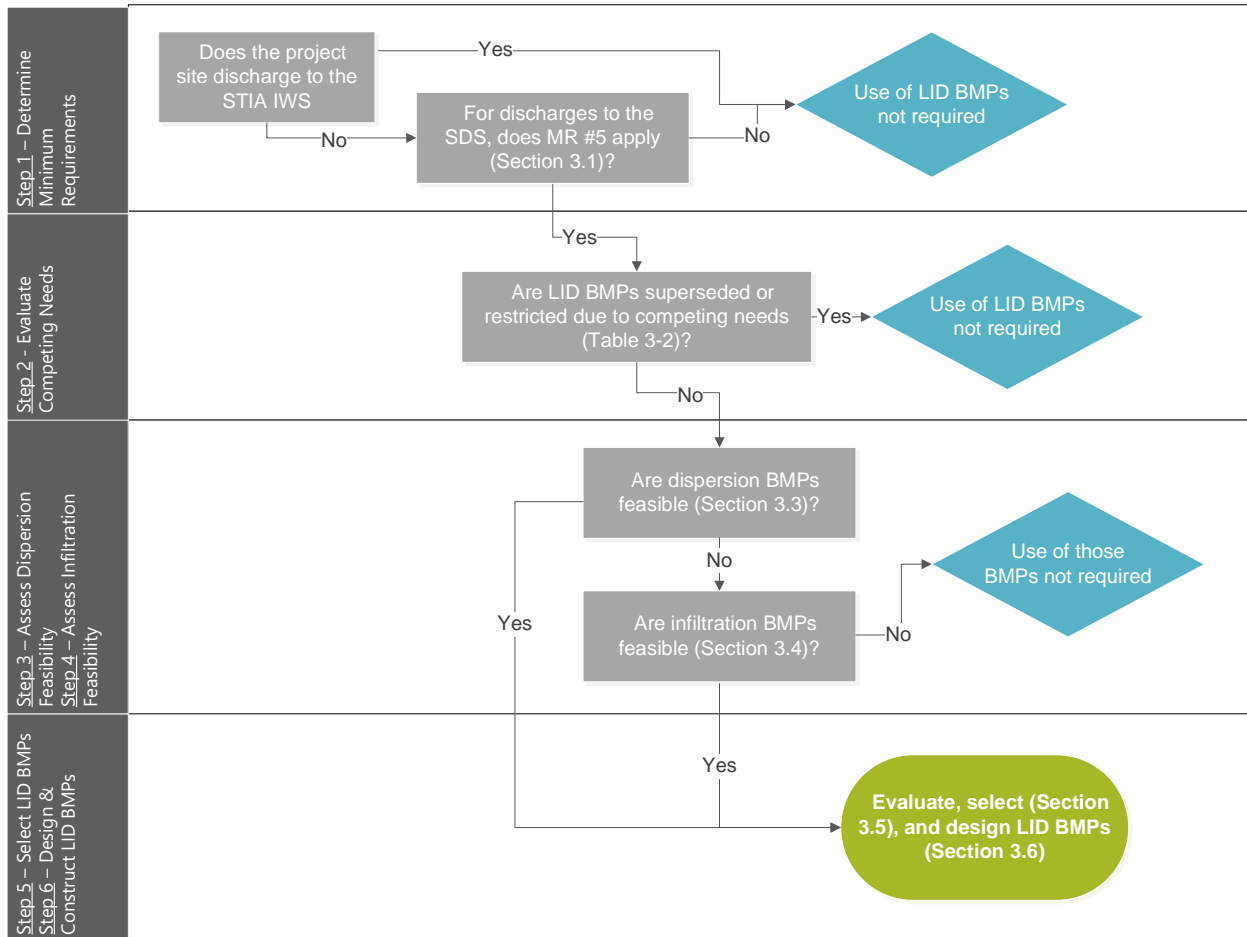 Step 1 – Determine
Minimum
Requirements
Does the project
site discharge to the
STIA IWS
Yes
No
For discharges to the
SDS, does MR #5 apply
(Section 3.1)?
No
Use of LID BMPs
not required
Yes
Step 2 - Evaluate
Competing Needs
Are LID BMPs superseded or
restricted due to competing needs
(Table 3-2)?
Yes
Use of LID BMPs
not required
No
Step 3 – Assess Dispersion
Feasibility
Step 4 – Assess Infiltration
Feasibility
Are dispersion BMPs
feasible (Section 3.3)?
No
Yes
Are infiltration BMPs
feasible (Section 3.4)?
No
Use of those
BMPs not required
Yes
Step 5 – Select LID BMPs
Step 6 – Design &
Construct LID BMPs
Evaluate, select (Section
3.5), and design LID BMPs
(Section 3.6)